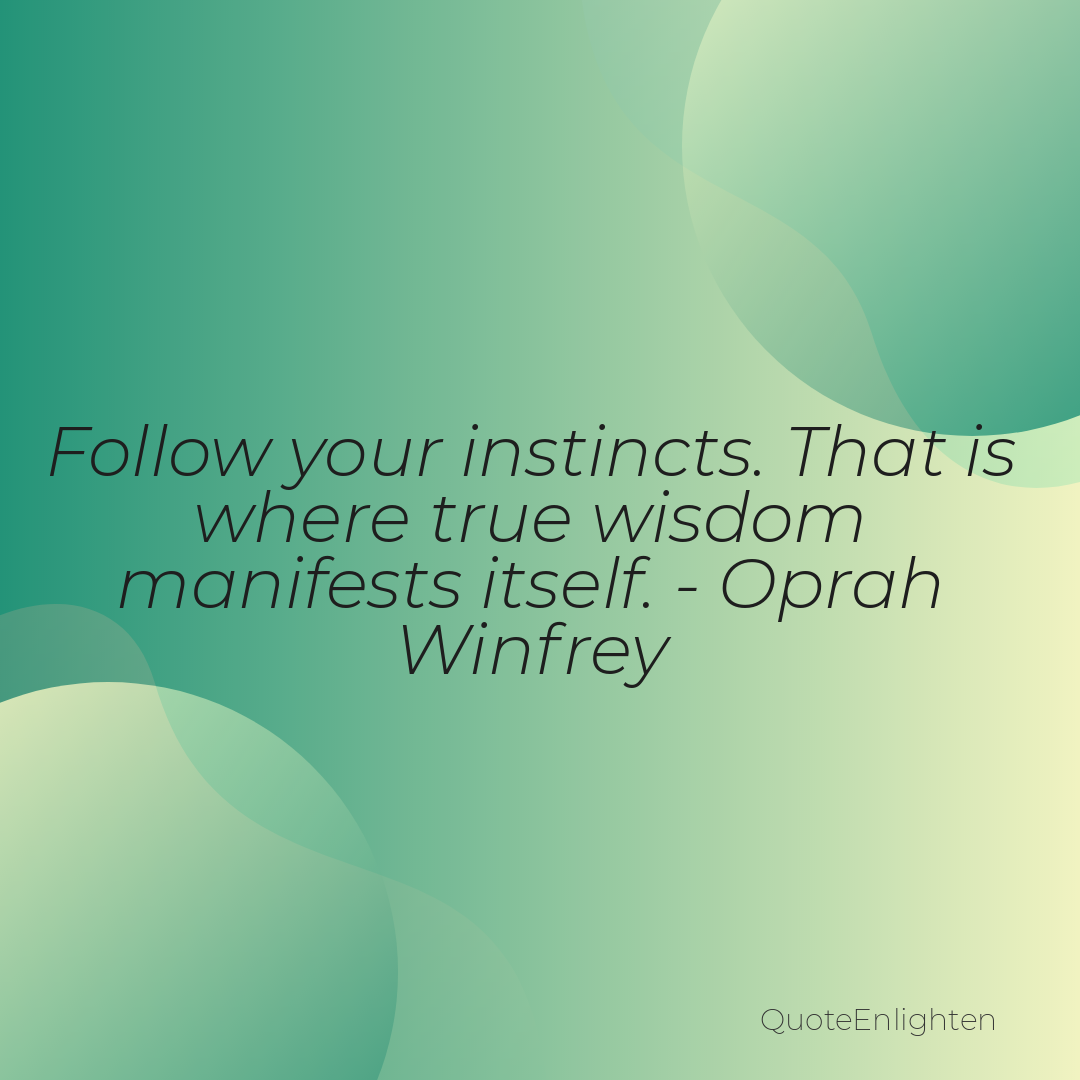 Follow your instincts. That is
where true wisdom
manifests itself. - Oprah
Winfrey
QuoteEnlighten